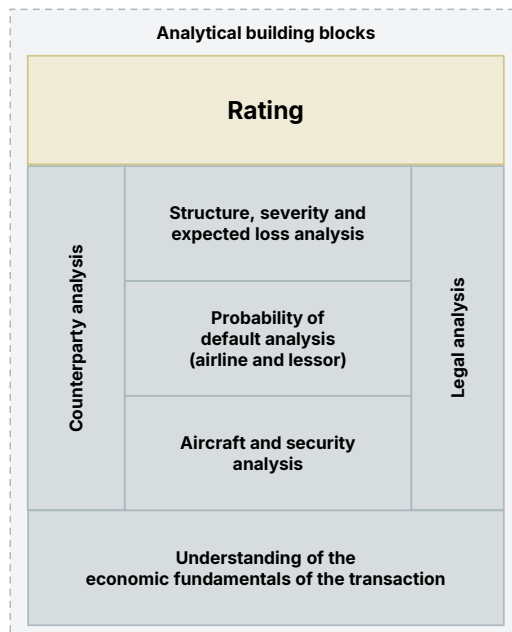 Analytical building blocks
Rating
Counterparty analysis
Structure, severity and
expected loss analysis
Probability of
default analysis
(airline and lessor)
Aircraft and security
analysis
Legal analysis
Understanding of the
economic fundamentals of the transaction